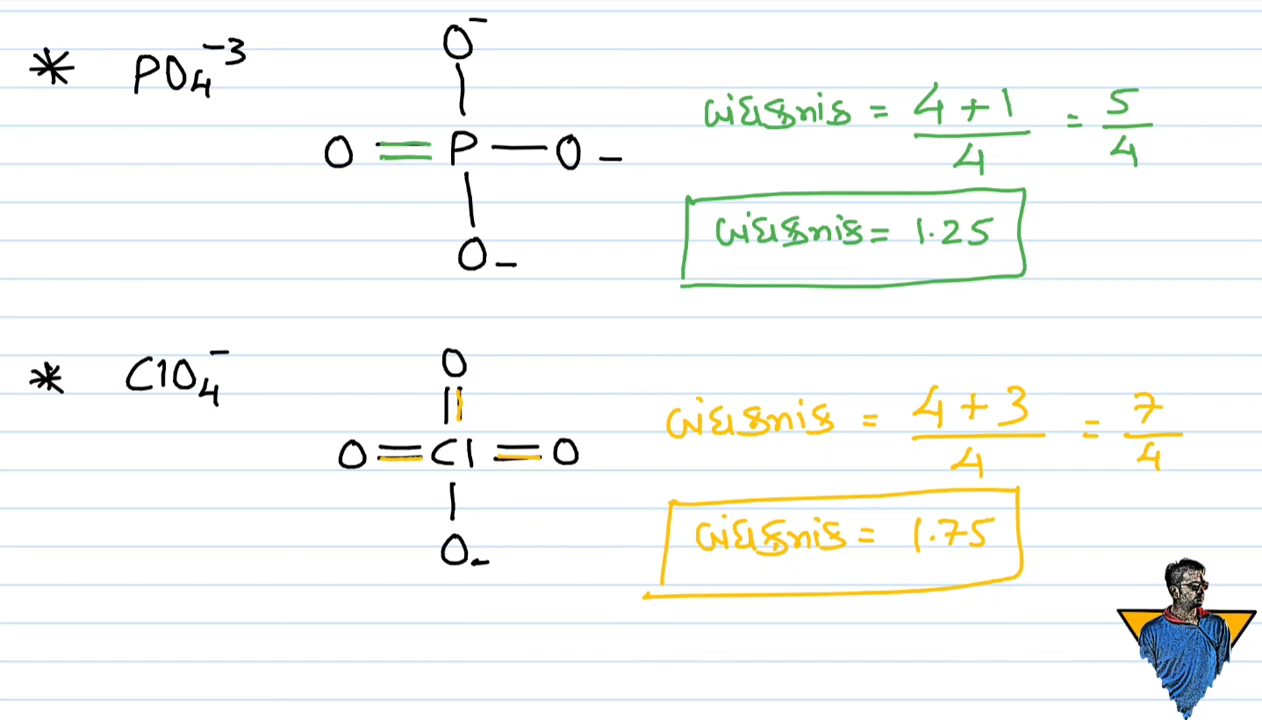 * PO₄⁻³
O⁻
O = P — O –
O –
બંધક્રમાંક = 4 + 1 / 4 = 5 / 4
બંધક્રમાંક = 1.25
* ClO₄⁻
O
O = Cl = O
O -
બંધક્રમાંક = 4 + 3 / 4 = 7 / 4
બંધક્રમાંક = 1.75